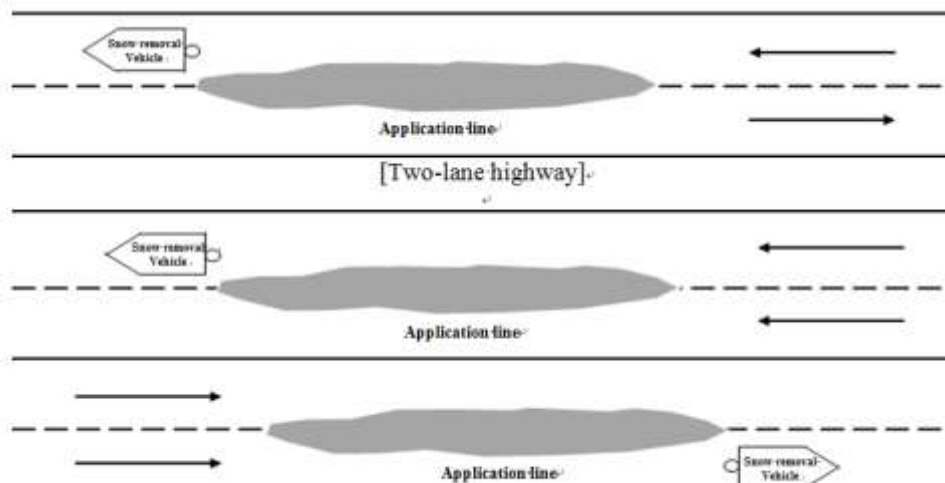 Snow-removal
Vehicle
Application line
[Two-lane highway]
Snow-removal
Vehicle
Application line
Application line
Snow-removal
Vehicle